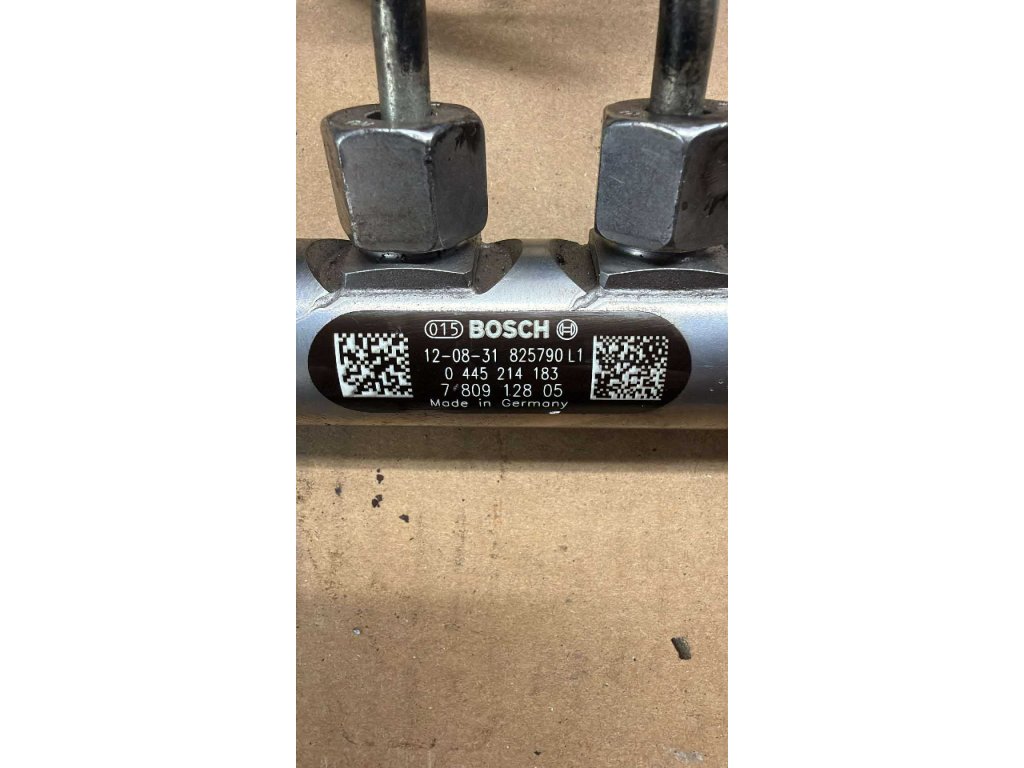 015 BOSCH
12-08-31 825790 L1
0 445 214 183
7 809 128 05
Made in Germany